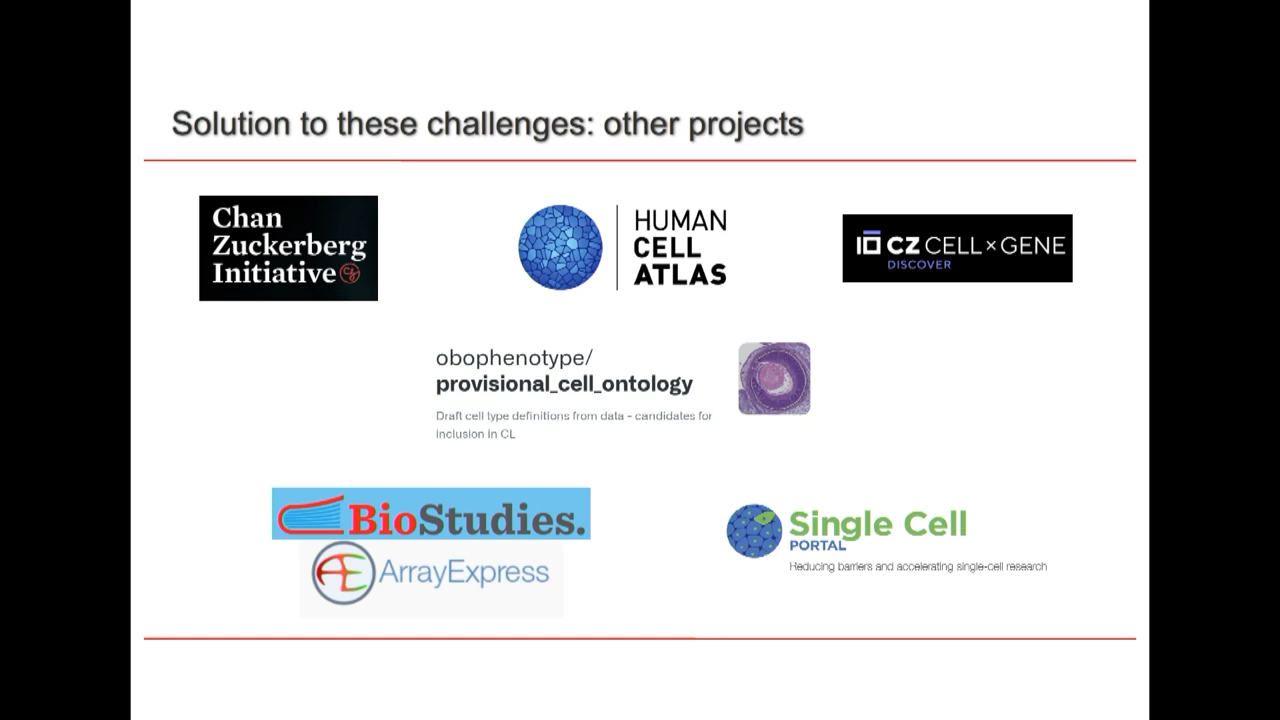 Solution to these challenges: other projects
Chan
Zuckerberg
Initiative
HUMAN
CELL
ATLAS
CZ CELL×GENE
DISCOVER
obophenotype/
provisional_cell_ontology
Draft cell type definitions from data - candidates for
inclusion in CL
BioStudies.
ArrayExpress
Single Cell
PORTAL
Reducing barriers and accelerating single-cell research